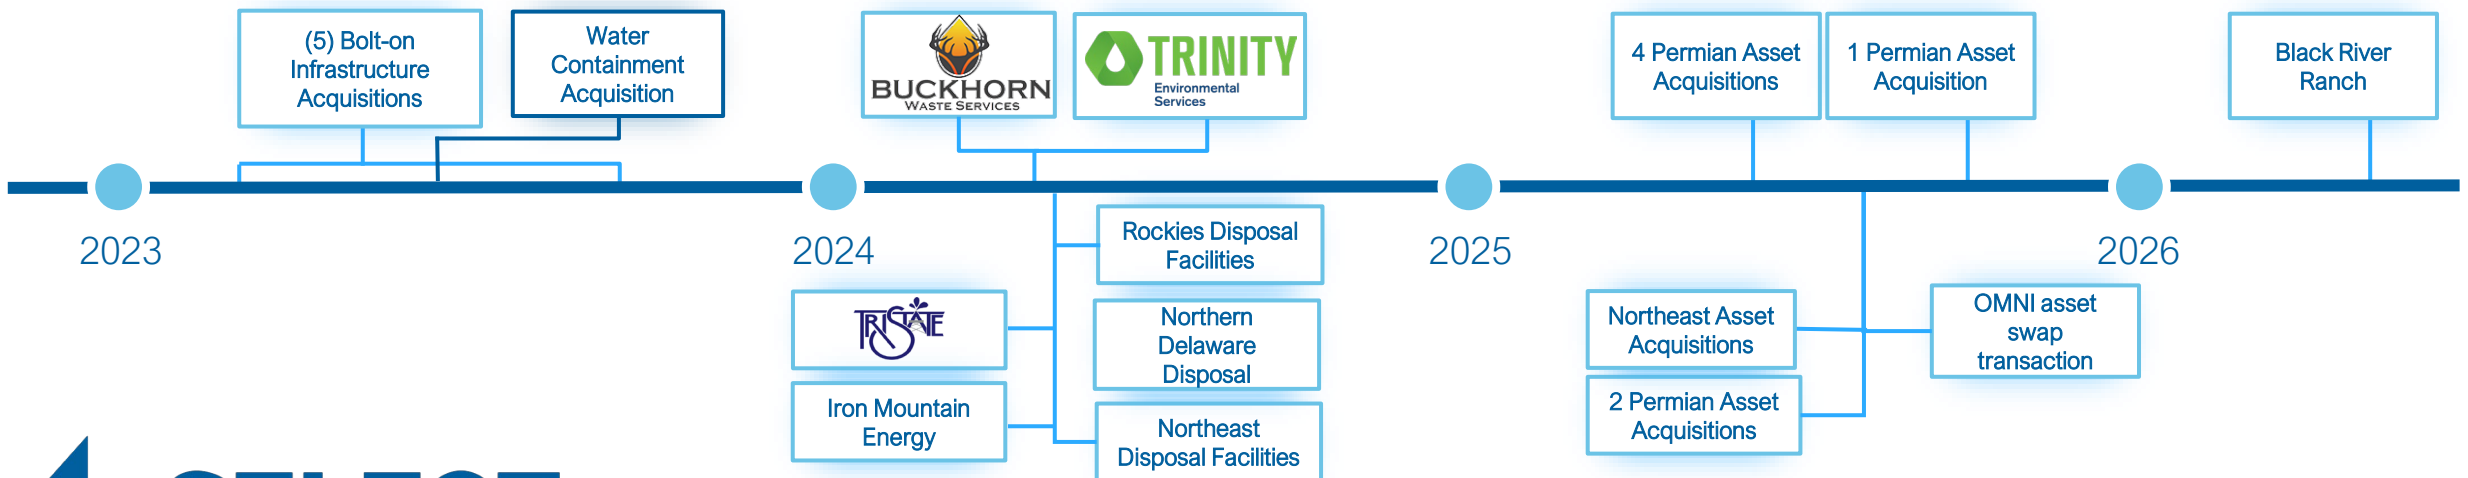 (5) Bolt-on
Infrastructure
Acquisitions
Water
Containment
Acquisition
BUCKHORN
WASTE SERVICES
TRINITY
Environmental
Services
4 Permian Asset
Acquisitions
1 Permian Asset
Acquisition
Black River
Ranch
2023
2024
2025
2026
Rockies Disposal
Facilities
TRISTATE
Northern
Delaware
Disposal
Iron Mountain
Energy
Northeast
Disposal Facilities
Northeast Asset
Acquisitions
OMNI asset
swap
transaction
2 Permian Asset
Acquisitions